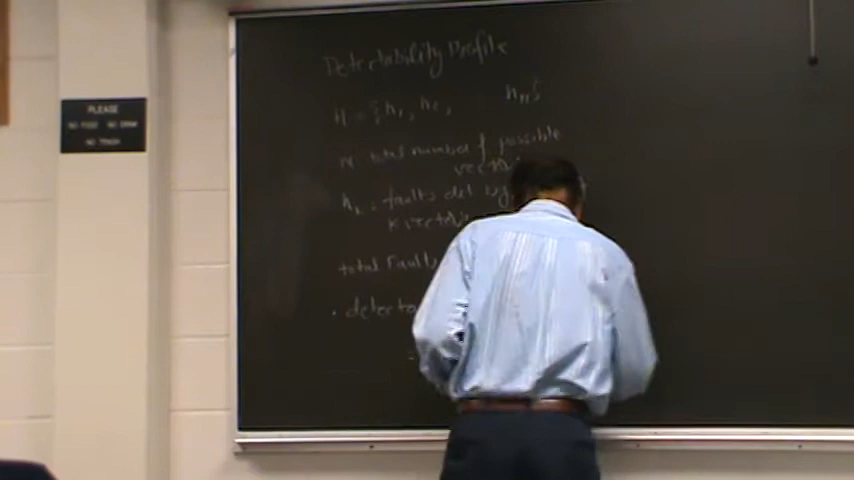 PLEASE
NO FOOD NO DRINK
NO TRASH
Detectability Profile
H = {h₁, h₂, hₙ};
n total number of possible
vectors
hₖ : faults det by
k vectors
total faults
. detecta